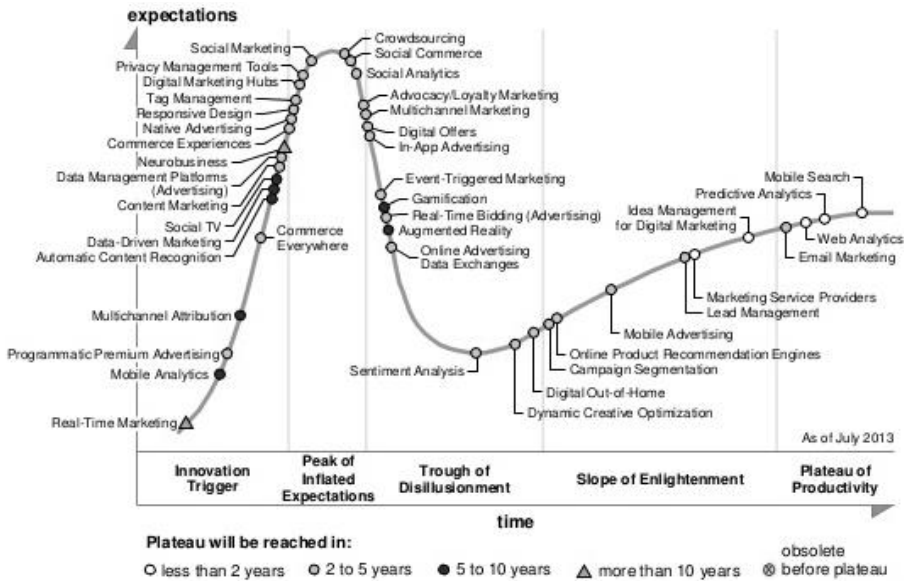 expectations
Social Marketing
Privacy Management Tools
Digital Marketing Hubs
Tag Management
Responsive Design
Native Advertising
Commerce Experiences
Neurobusiness
Data Management Platforms
(Advertising)
Content Marketing
Social TV
Data-Driven Marketing
Automatic Content Recognition
Commerce
Everywhere
Multichannel Attribution
Programmatic Premium Advertising
Mobile Analytics
Real-Time Marketing
Crowdsourcing
Social Commerce
Social Analytics
Advocacy/Loyalty Marketing
Multichannel Marketing
Digital Offers
In-App Advertising
Event-Triggered Marketing
Gamification
Real-Time Bidding (Advertising)
Augmented Reality
Online Advertising
Data Exchanges
Sentiment Analysis
Dynamic Creative Optimization
Digital Out-of-Home
Campaign Segmentation
Online Product Recommendation Engines
Mobile Advertising
Lead Management
Marketing Service Providers
Idea Management
for Digital Marketing
Email Marketing
Web Analytics
Predictive Analytics
Mobile Search
As of July 2013
Innovation
Trigger
Peak of
Inflated
Expectations
Trough of
Disillusionment
Slope of Enlightenment
Plateau of
Productivity
time
Plateau will be reached in:
less than 2 years
2 to 5 years
5 to 10 years
more than 10 years
obsolete
before plateau